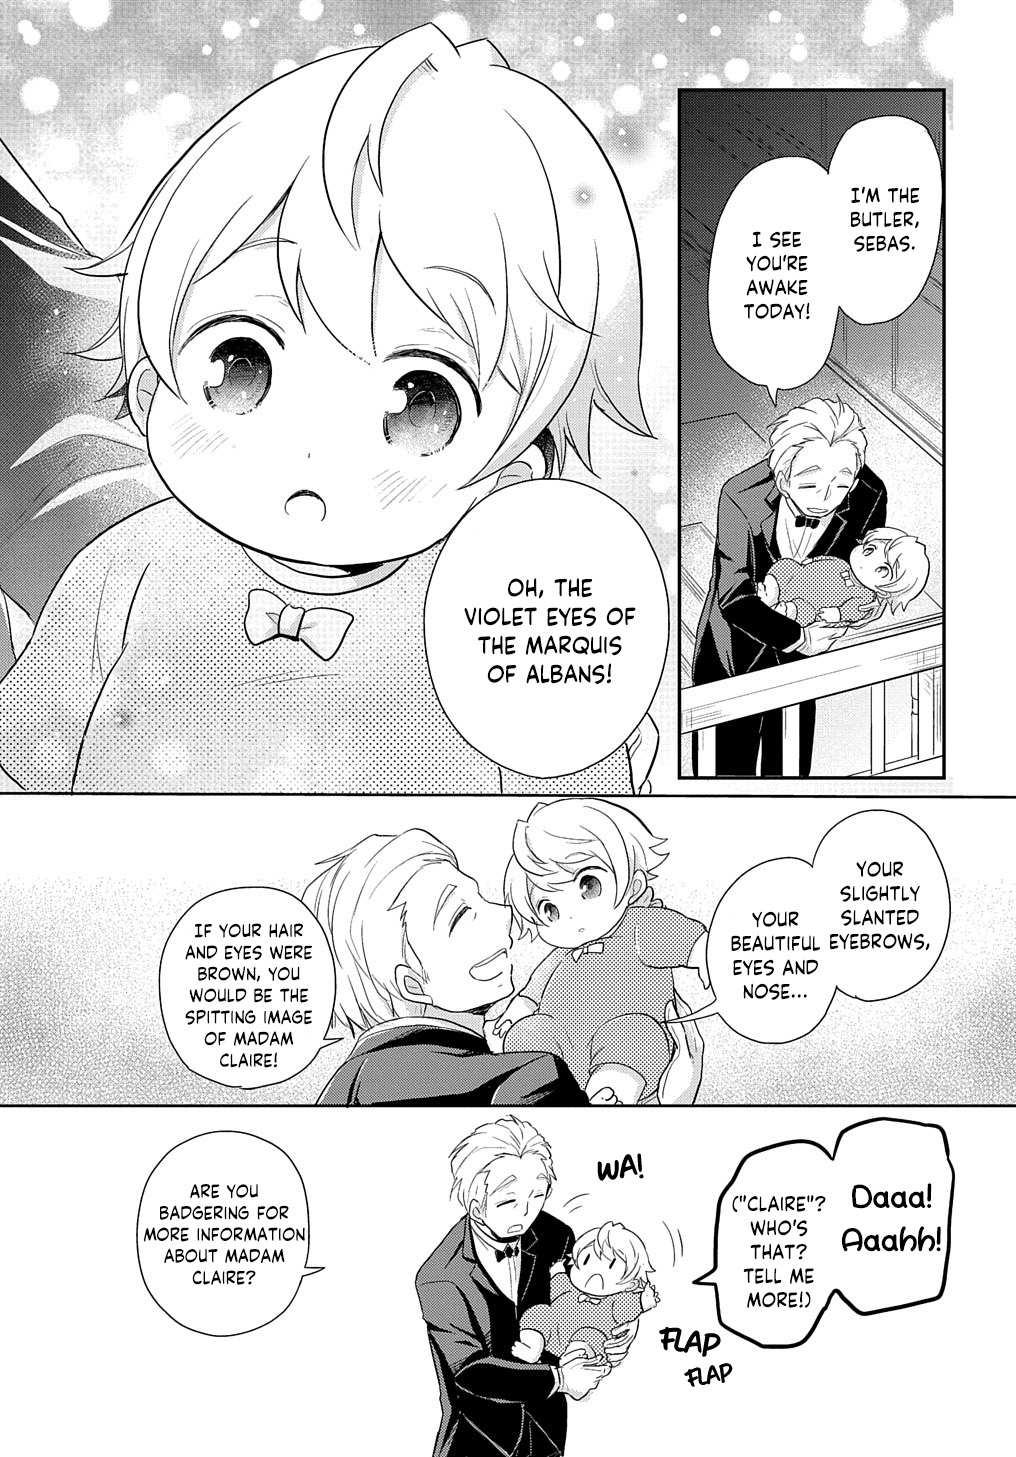 I'M THE
BUTLER,
SEBAS.
I SEE
YOU'RE
AWAKE
TODAY!
OH, THE
VIOLET EYES OF
THE MARQUIS
OF ALBANS!
YOUR
SLIGHTLY
SLANTED
EYEBROWS,
YOUR
BEAUTIFUL
EYES AND
NOSE...
IF YOUR HAIR
AND EYES WERE
BROWN, YOU
WOULD BE THE
SPITTING IMAGE
OF MADAM
CLAIRE!
Daaa!
Aaahh!
("CLAIRE"?
WHO'S
THAT?
TELL ME
MORE!)
WA!
FLAP
FLAP
ARE YOU
BADGERING FOR
MORE INFORMATION
ABOUT MADAM
CLAIRE?